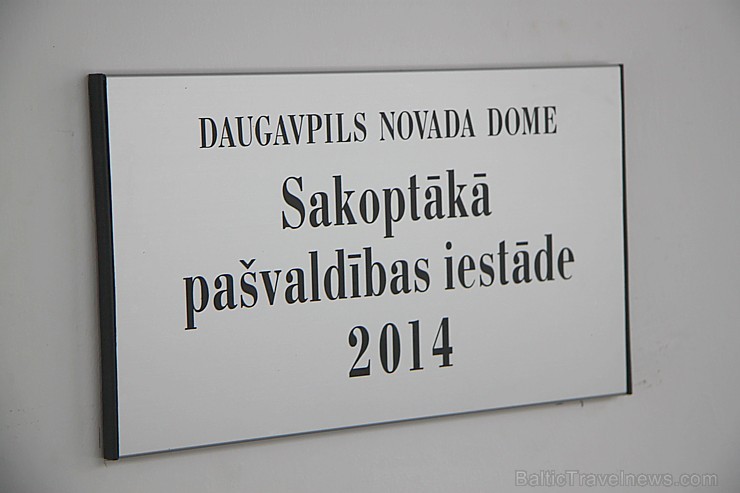 DAUGAVPILS NOVADA DOME
Sakoptākā
pašvaldības iestāde
2014
BalticTravelnews.com